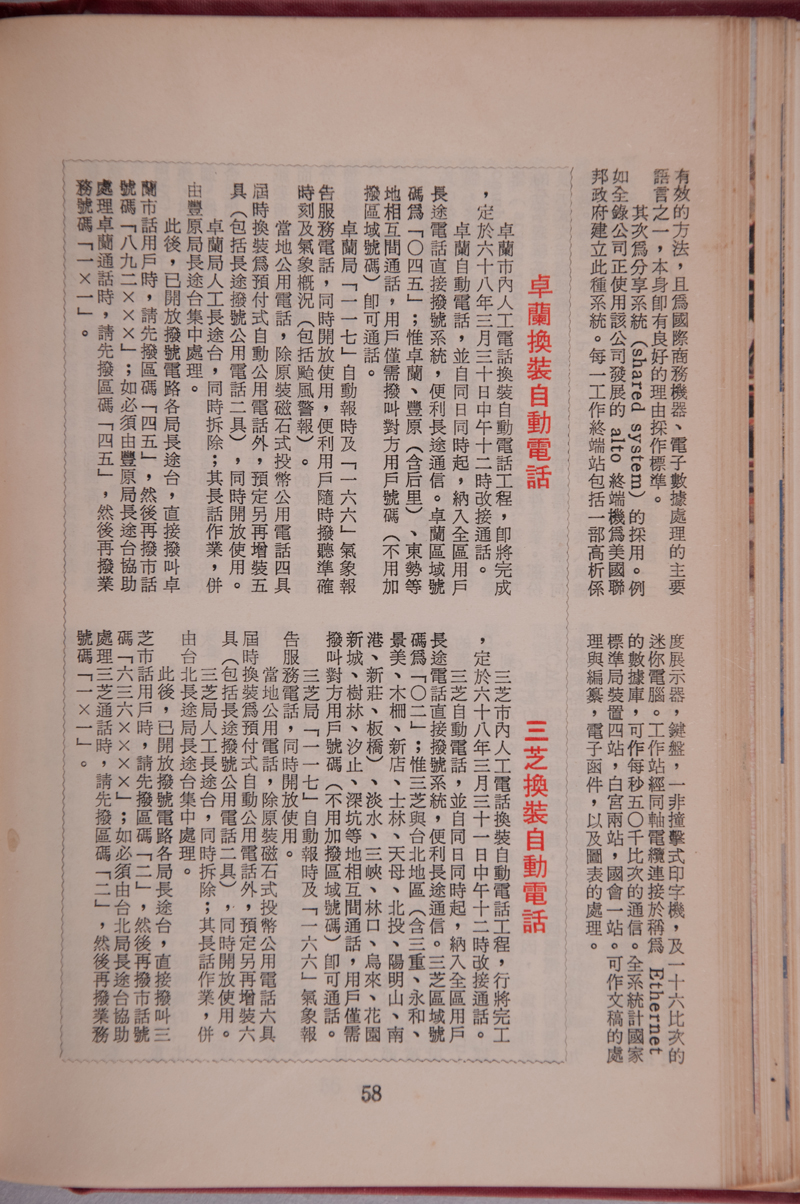 有效的方法，且爲國際商務機器、電子數據處理的主要
語言之一，本身卽有良好的理由採作標準。
其次爲分享系統（shared system）的採用。例
如全錄公司正使用該公司發展的 alto 終端機爲美國聯
邦政府建立此種系統。每一工作終端站包括一部高析係
度展示器，鍵盤，一非撞擊式印字機，及一十六比次的
迷你電腦。工作站經同軸電纜連接於稱爲 Ethernet
的數據庫，可作每秒五〇千比次的通信。全系統計國家
標準局裝置四站，白宮兩站，國會一站。可作文稿的處
理與編纂，電子函件，以及圖表的處理。
卓蘭換裝自動電話
卓蘭市內人工電話換裝自動電話工程，卽將完成
，定於六十八年三月三十日中午十二時改接通話。
卓蘭自動電話，並自同日同時起，納入全區用戶
長途電話直接撥號系統，便利長途通信。卓蘭區域號
碼爲「〇四五」；惟卓蘭、豐原（含后里）、東勢等
地相互間通話，用戶僅需撥叫對方用戶號碼（不用加
撥區域號碼）卽可通話。
卓蘭局「一一七」自動報時及「一六六」氣象報
告服務電話，同時開放使用，便利用戶隨時撥聽準確
時刻及氣象概況（包括颱風警報）。
當地公用電話，除原裝磁石式投幣公用電話四具
屆時換裝爲預付式自動公用電話外，預定另再增裝五
具（包括長途撥號公用電話二具），同時開放使用。
卓蘭局人工長途台，同時拆除；其長話作業，併
由豐原局長途台集中處理。
此後，已開放撥號電路各局長途台，直接撥叫卓
蘭市話用戶時，請先撥區碼「四五」，然後再撥市話
號碼「八九二×××」；如必須由豐原局長途台協助
處理卓蘭通話時，請先撥區碼「四五」，然後再撥業
務號碼「一×一」。
三芝換裝自動電話
三芝市內人工電話換裝自動電話工程，行將完工
，定於六十八年三月三十一日中午十二時改接通話。
三芝自動電話，並自同日同時起，納入全區用戶
長途電話直接撥號系統，便利長途通信。三芝區域號
碼爲「〇二」；惟三芝與台北地區（含三重、永和、
景美、木柵、新店、士林、天母、北投、陽明山、南
港、新莊、板橋）、淡水、三峽、林口、烏來、花園
新城、樹林、汐止、深坑等地相互間通話，用戶僅需
撥叫對方用戶號碼（不用加撥區域號碼）卽可通話。
三芝局「一一七」自動報時及「一六六」氣象報
告服務電話，同時開放使用。
當地公用電話，除原裝磁石式投幣公用電話六具
屆時換裝爲預付式自動公用電話外，預定另再增裝六
具（包括長途撥號公用電話二具），同時開放使用。
三芝局人工長途台，同時拆除；其長話作業，併
由台北長途局長途台集中處理。
此後，已開放撥號電路各局長途台，直接撥叫三
芝市話用戶時，請先撥區碼「二」，然後再撥市話號
碼「六三六×××」；如必須由台北局長途台協助
處理三芝通話時，請先撥區碼「二」，然後再撥業務
號碼「一×一」。
58